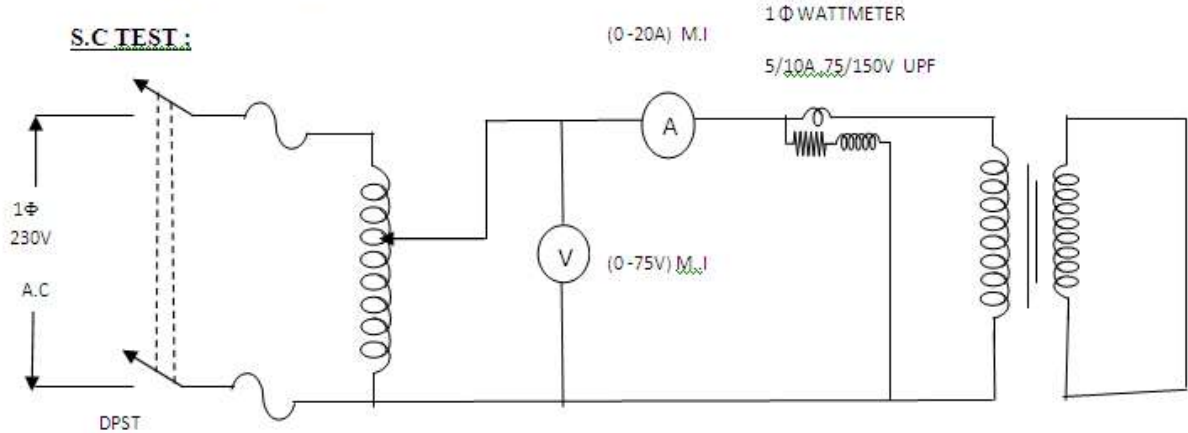 S.C TEST :
(0-20A) M.I
1 Φ WATTMETER
5/10A ,75/150V UPF
A
1Φ
230V
A.C
V
(0-75V) M..I
DPST